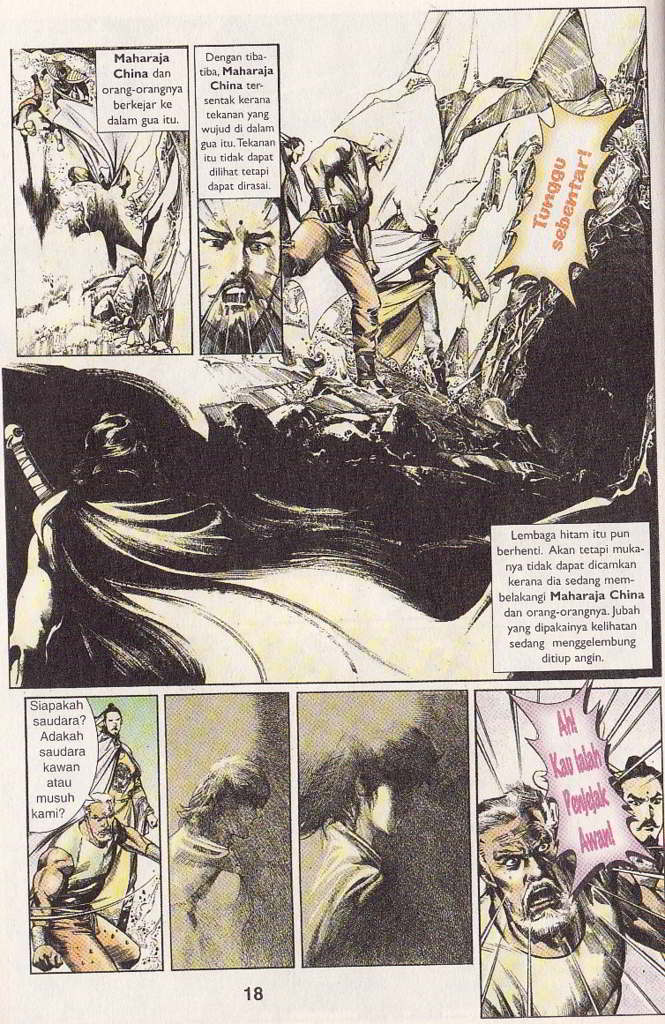 Maharaja
China dan
orang-orangnya
berkejar ke
dalam gua itu.
Dengan tiba-
tiba, Maharaja
China ter-
sentak kerana
tekanan yang
wujud di dalam
gua itu. Tekanan
itu tidak dapat
dilihat tetapi
dapat dirasai.
Tunggu
sebentar!
Lembaga hitam itu pun
berhenti. Akan tetapi muka-
nya tidak dapat dicamkan
kerana dia sedang mem-
belakangi Maharaja China
dan orang-orangnya. Jubah
yang dipakainya kelihatan
sedang menggelembung
ditiup angin.
Siapakah
saudara?
Adakah
saudara
kawan
atau
musuh
kami?
Ah!
Kau ialah
Penjejak
Awan!
18